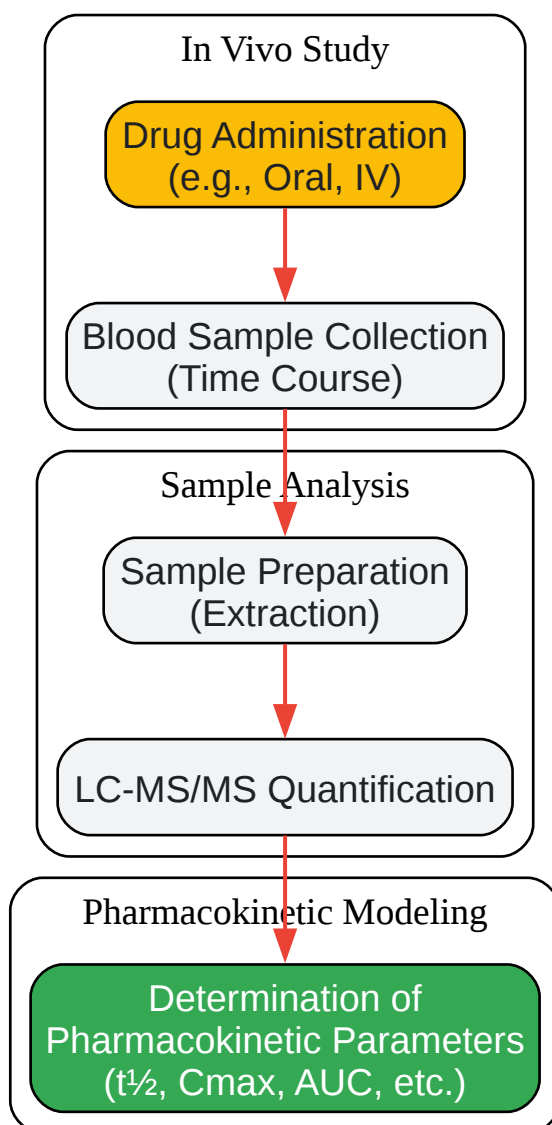 In Vivo Study
Drug Administration
(e.g., Oral, IV)
Blood Sample Collection
(Time Course)
Sample Analysis
Sample Preparation
(Extraction)
LC-MS/MS Quantification
Pharmacokinetic Modeling
Determination of
Pharmacokinetic Parameters
(t½, Cmax, AUC, etc.)